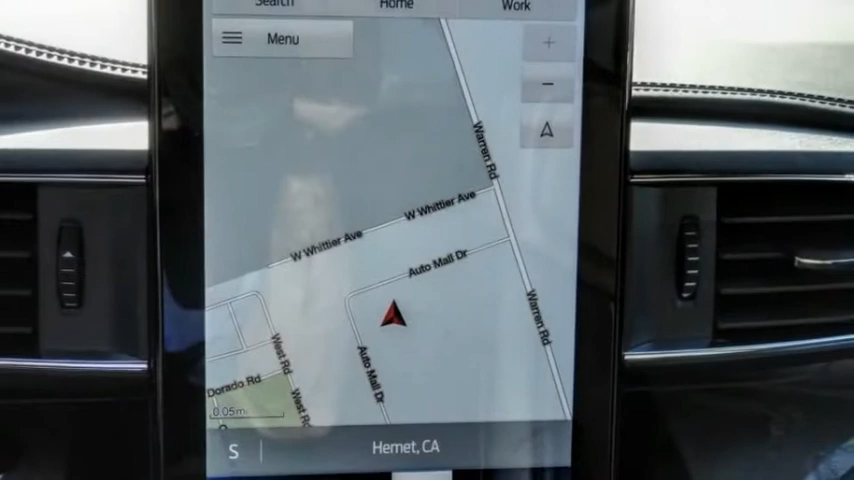 Search Home Work
Menu
+
−
Warren Rd
W Whittier Ave
W Whittier Ave
Auto Mall Dr
Warren Rd
West Rd
Auto Mall Dr
Dorado Rd
West Rd
0.05m
S
Hemet, CA